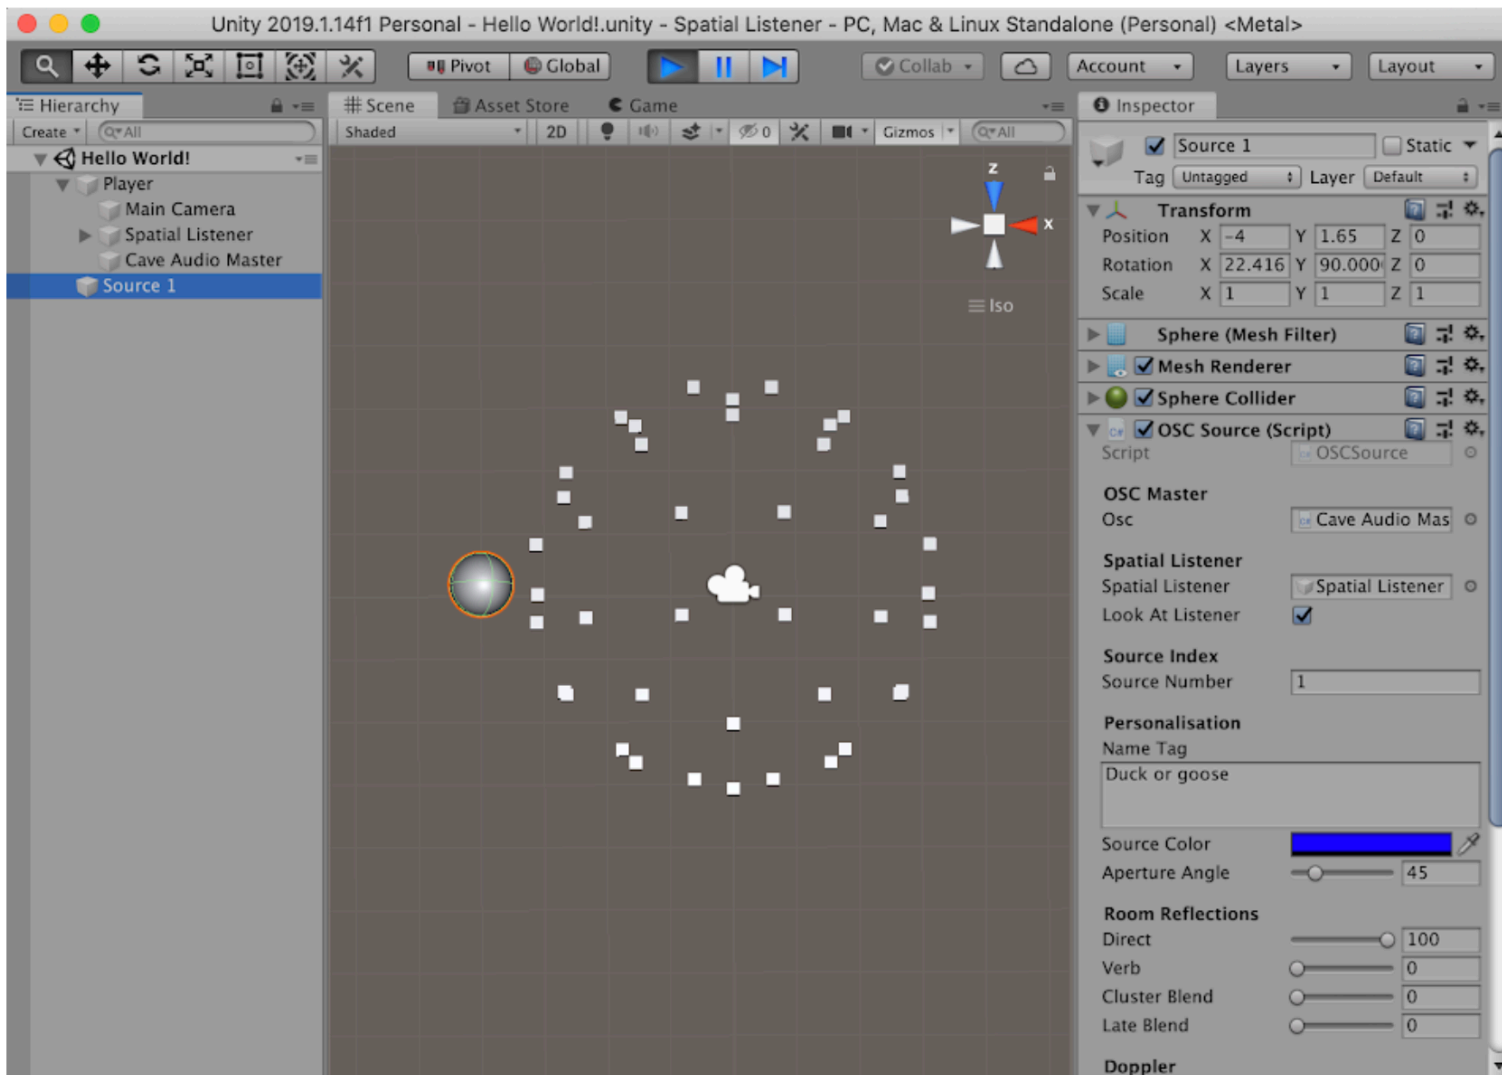 Unity 2019.1.14f1 Personal - Hello World!.unity - Spatial Listener - PC, Mac & Linux Standalone (Personal) <Metal>
Pivot Global Collab Account Layers Layout
Hierarchy
Create All
Hello World!
Player
Main Camera
Spatial Listener
Cave Audio Master
Source 1
Scene Asset Store Game
Shaded 2D 0 Gizmos All
z
x
Iso
Inspector
Source 1 Static
Tag Untagged Layer Default
Transform
Position X -4 Y 1.65 Z 0
Rotation X 22.416 Y 90.000 Z 0
Scale X 1 Y 1 Z 1
Sphere (Mesh Filter)
Mesh Renderer
Sphere Collider
C# OSC Source (Script)
Script OSCSource
OSC Master
Osc Cave Audio Mas
Spatial Listener
Spatial Listener Spatial Listener
Look At Listener
Source Index
Source Number 1
Personalisation
Name Tag
Duck or goose
Source Color
Aperture Angle 45
Room Reflections
Direct 100
Verb 0
Cluster Blend 0
Late Blend 0
Doppler